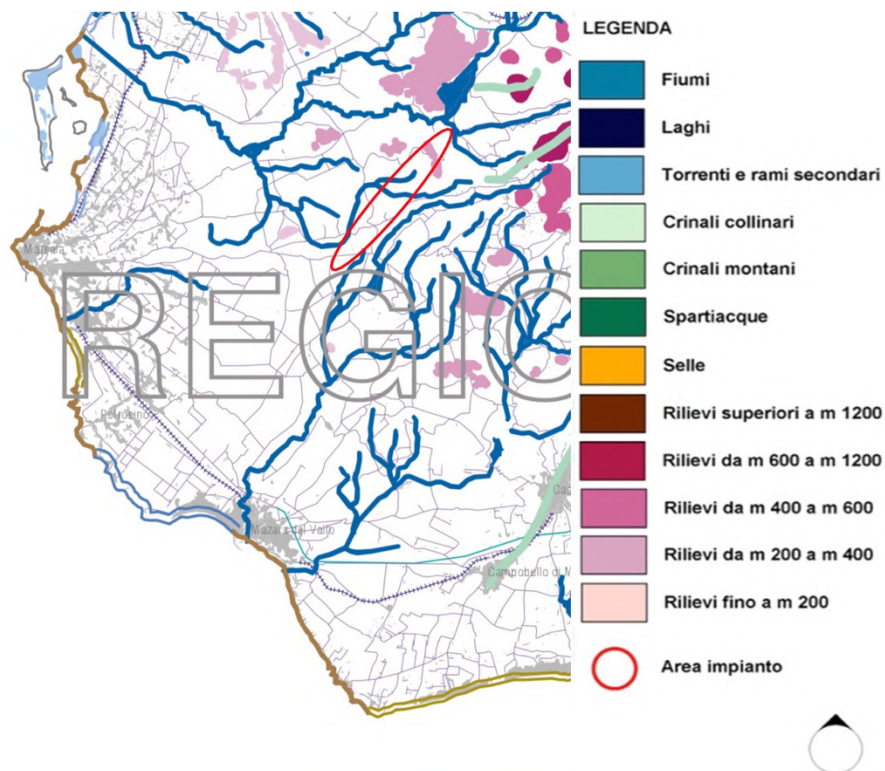 Marsala
REGIO
Petrosino
Mazara del Vallo
Campobello di M
LEGENDA
Fiumi
Laghi
Torrenti e rami secondari
Crinali collinari
Crinali montani
Spartiacque
Selle
Rilievi superiori a m 1200
Rilievi da m 600 a m 1200
Rilievi da m 400 a m 600
Rilievi da m 200 a m 400
Rilievi fino a m 200
Area impianto